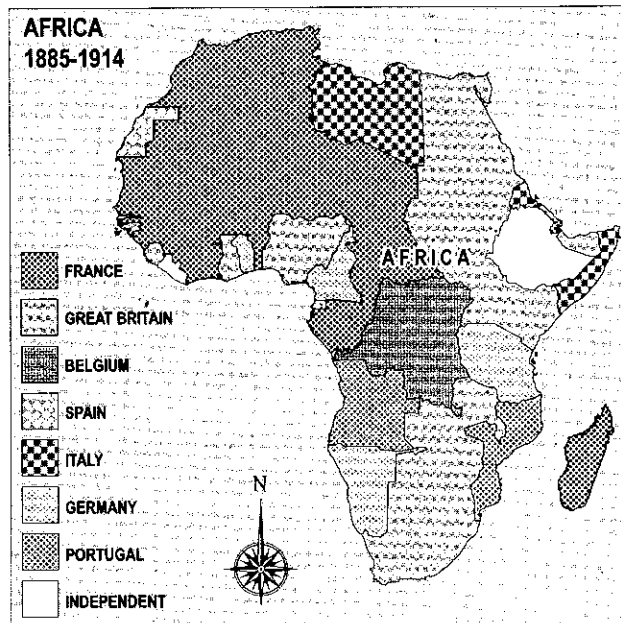 AFRICA
1885-1914
AFRICA
FRANCE
GREAT BRITAIN
BELGIUM
SPAIN
ITALY
GERMANY
PORTUGAL
INDEPENDENT
N